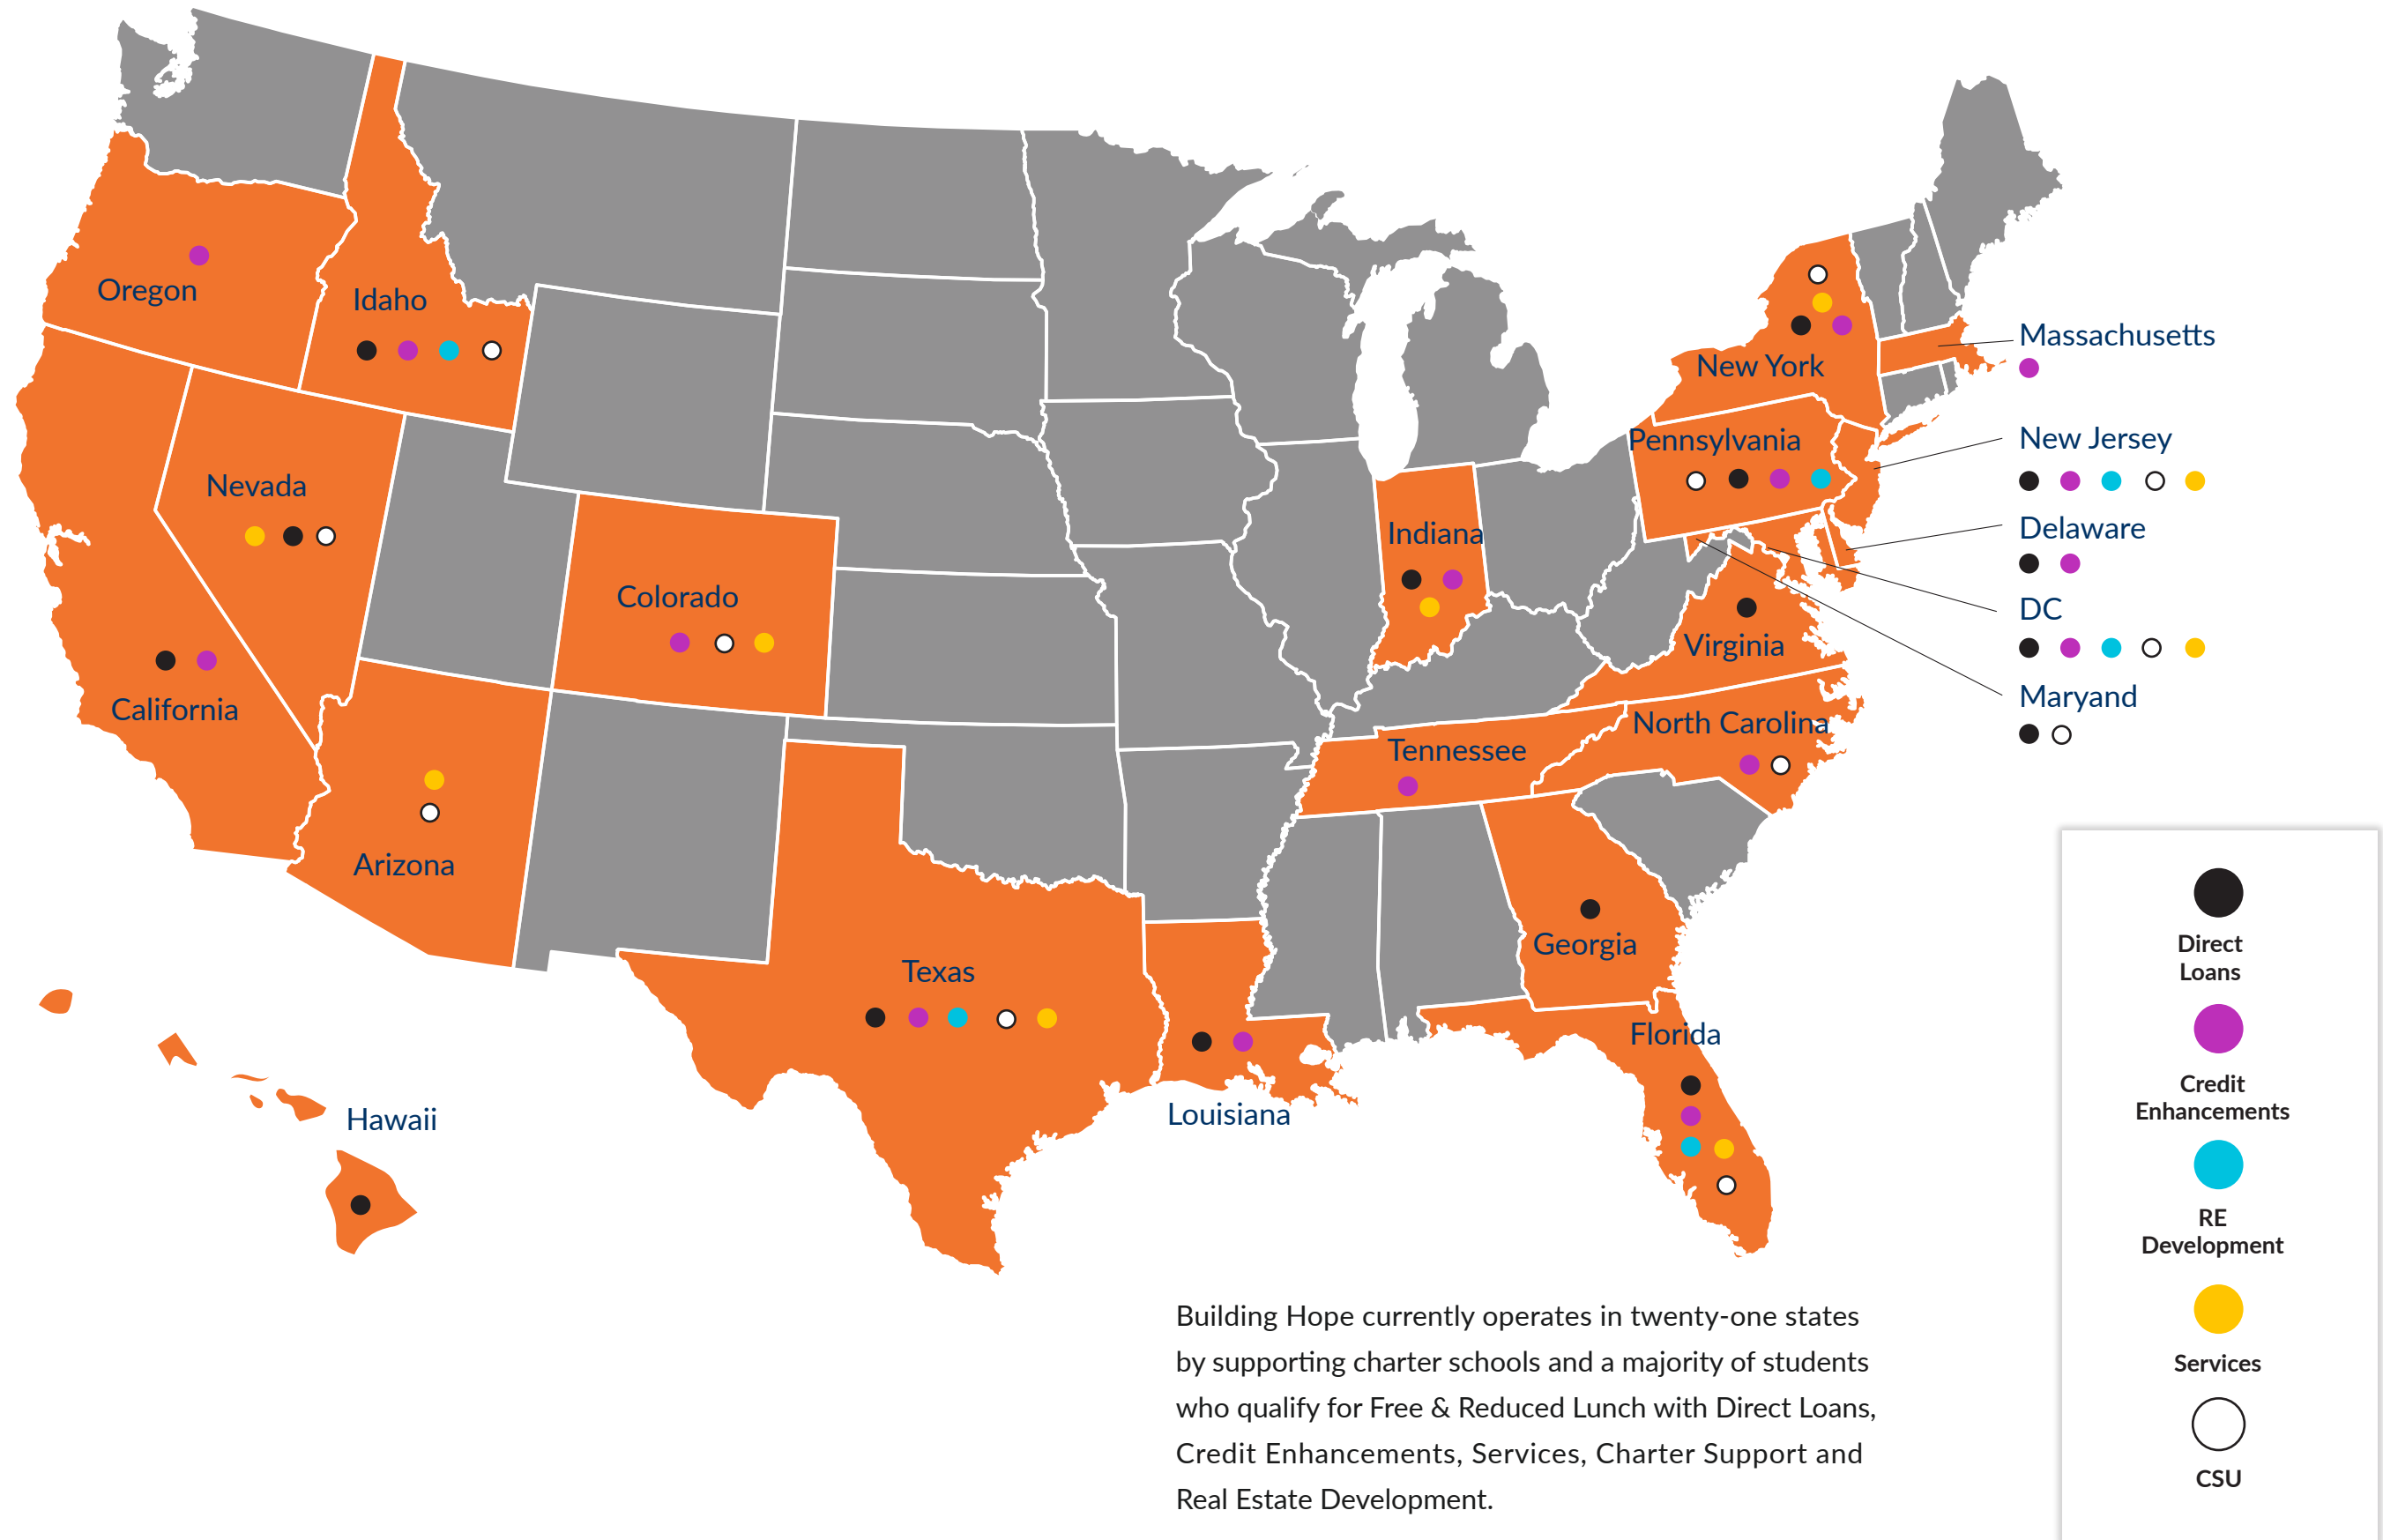 Oregon
Idaho
New York
Massachusetts
New Jersey
Pennsylvania
Nevada
Indiana
Delaware
Colorado
DC
Virginia
California
Maryand
North Carolina
Tennessee
Arizona
Georgia
Texas
Florida
Louisiana
Hawaii
Direct
Loans
Credit
Enhancements
RE
Development
Services
CSU
Building Hope currently operates in twenty-one states
by supporting charter schools and a majority of students
who qualify for Free & Reduced Lunch with Direct Loans,
Credit Enhancements, Services, Charter Support and
Real Estate Development.